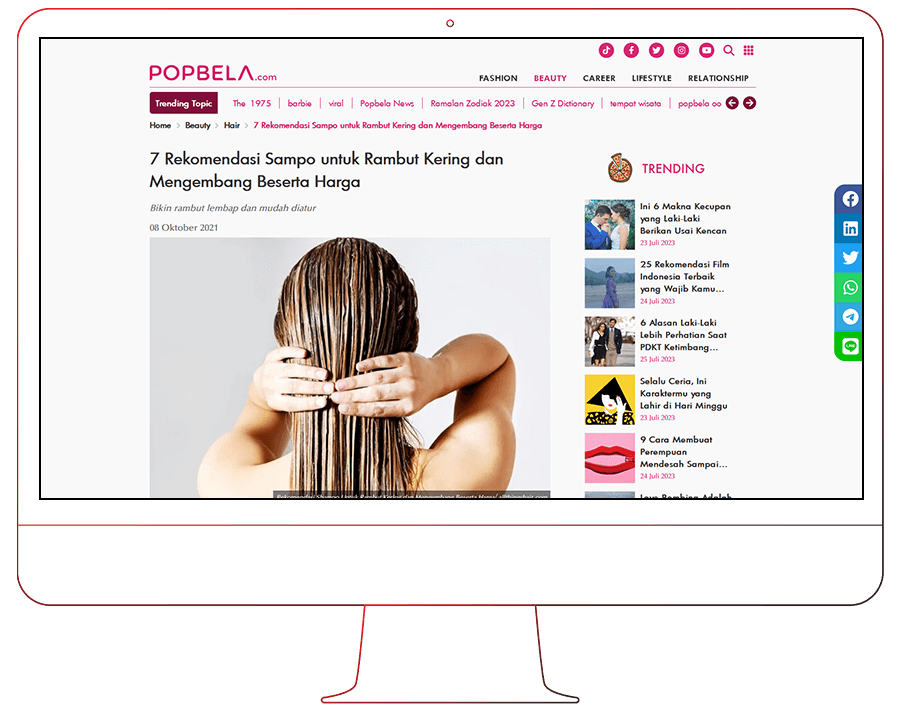 POPBELA.com
FASHION BEAUTY CAREER LIFESTYLE RELATIONSHIP
Trending Topic The 1975 barbie viral Popbela News Ramalan Zodiak 2023 Gen Z Dictionary tempat wisata popbela oo
Home > Beauty > Hair > 7 Rekomendasi Sampo untuk Rambut Kering dan Mengembang Beserta Harga
7 Rekomendasi Sampo untuk Rambut Kering dan
Mengembang Beserta Harga
Bikin rambut lembap dan mudah diatur
08 Oktober 2021
TRENDING
Ini 6 Makna Kecupan
yang Laki-Laki
Berikan Usai Kencan
23 Juli 2023
25 Rekomendasi Film
Indonesia Terbaik
yang Wajib Kamu...
24 Juli 2023
6 Alasan Laki-Laki
Lebih Perhatian Saat
PDKT Ketimbang...
25 Juli 2023
Selalu Ceria, Ini
Karaktermu yang
Lahir di Hari Minggu
23 Juli 2023
9 Cara Membuat
Perempuan
Mendesah Sampai...
24 Juli 2023